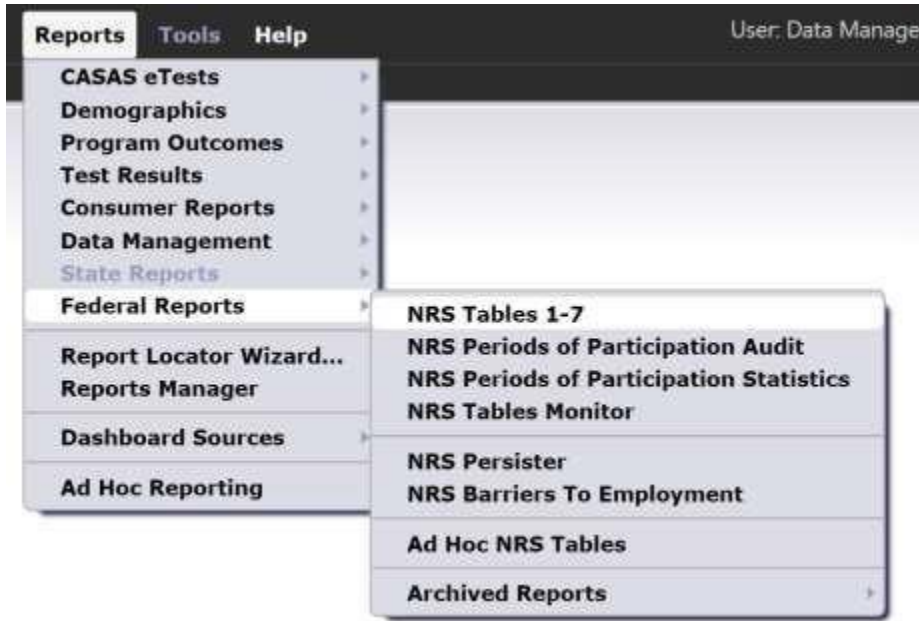 Reports Tools Help User: Data Manage
CASAS eTests
Demographics
Program Outcomes
Test Results
Consumer Reports
Data Management
State Reports
Federal Reports
Report Locator Wizard...
Reports Manager
Dashboard Sources
Ad Hoc Reporting
NRS Tables 1-7
NRS Periods of Participation Audit
NRS Periods of Participation Statistics
NRS Tables Monitor
NRS Persister
NRS Barriers To Employment
Ad Hoc NRS Tables
Archived Reports